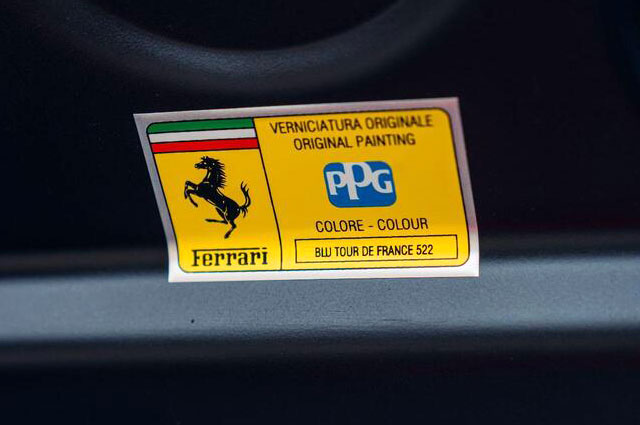 VERNICIATURA ORIGINALE
ORIGINAL PAINTING
PPG
COLORE - COLOUR
BLU TOUR DE FRANCE 522
Ferrari